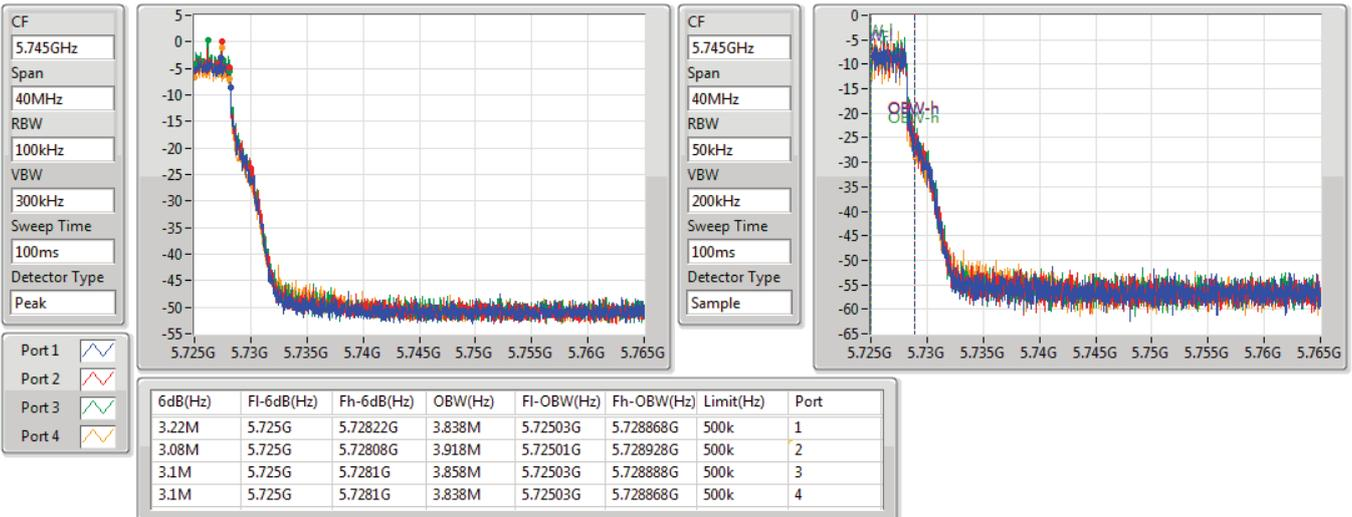 CF
5.745GHz
Span
40MHz
RBW
100kHz
VBW
300kHz
Sweep Time
100ms
Detector Type
Peak
5
0
-5
-10
-15
-20
-25
-30
-35
-40
-45
-50
-55
5.725G 5.73G 5.735G 5.74G 5.745G 5.75G 5.755G 5.76G 5.765G
CF
5.745GHz
Span
40MHz
RBW
50kHz
VBW
200kHz
Sweep Time
100ms
Detector Type
Sample
0
-5
-10
-15
-20
-25
-30
-35
-40
-45
-50
-55
-60
-65
OBW-h
OBW-h
5.725G 5.73G 5.735G 5.74G 5.745G 5.75G 5.755G 5.76G 5.765G
Port 1
Port 2
Port 3
Port 4
6dB(Hz) Fl-6dB(Hz) Fh-6dB(Hz) OBW(Hz) Fl-OBW(Hz) Fh-OBW(Hz) Limit(Hz) Port
3.22M 5.725G 5.72822G 3.838M 5.72503G 5.728868G 500k 1
3.08M 5.725G 5.72808G 3.918M 5.72501G 5.728928G 500k 2
3.1M 5.725G 5.7281G 3.858M 5.72503G 5.728888G 500k 3
3.1M 5.725G 5.7281G 3.838M 5.72503G 5.728868G 500k 4